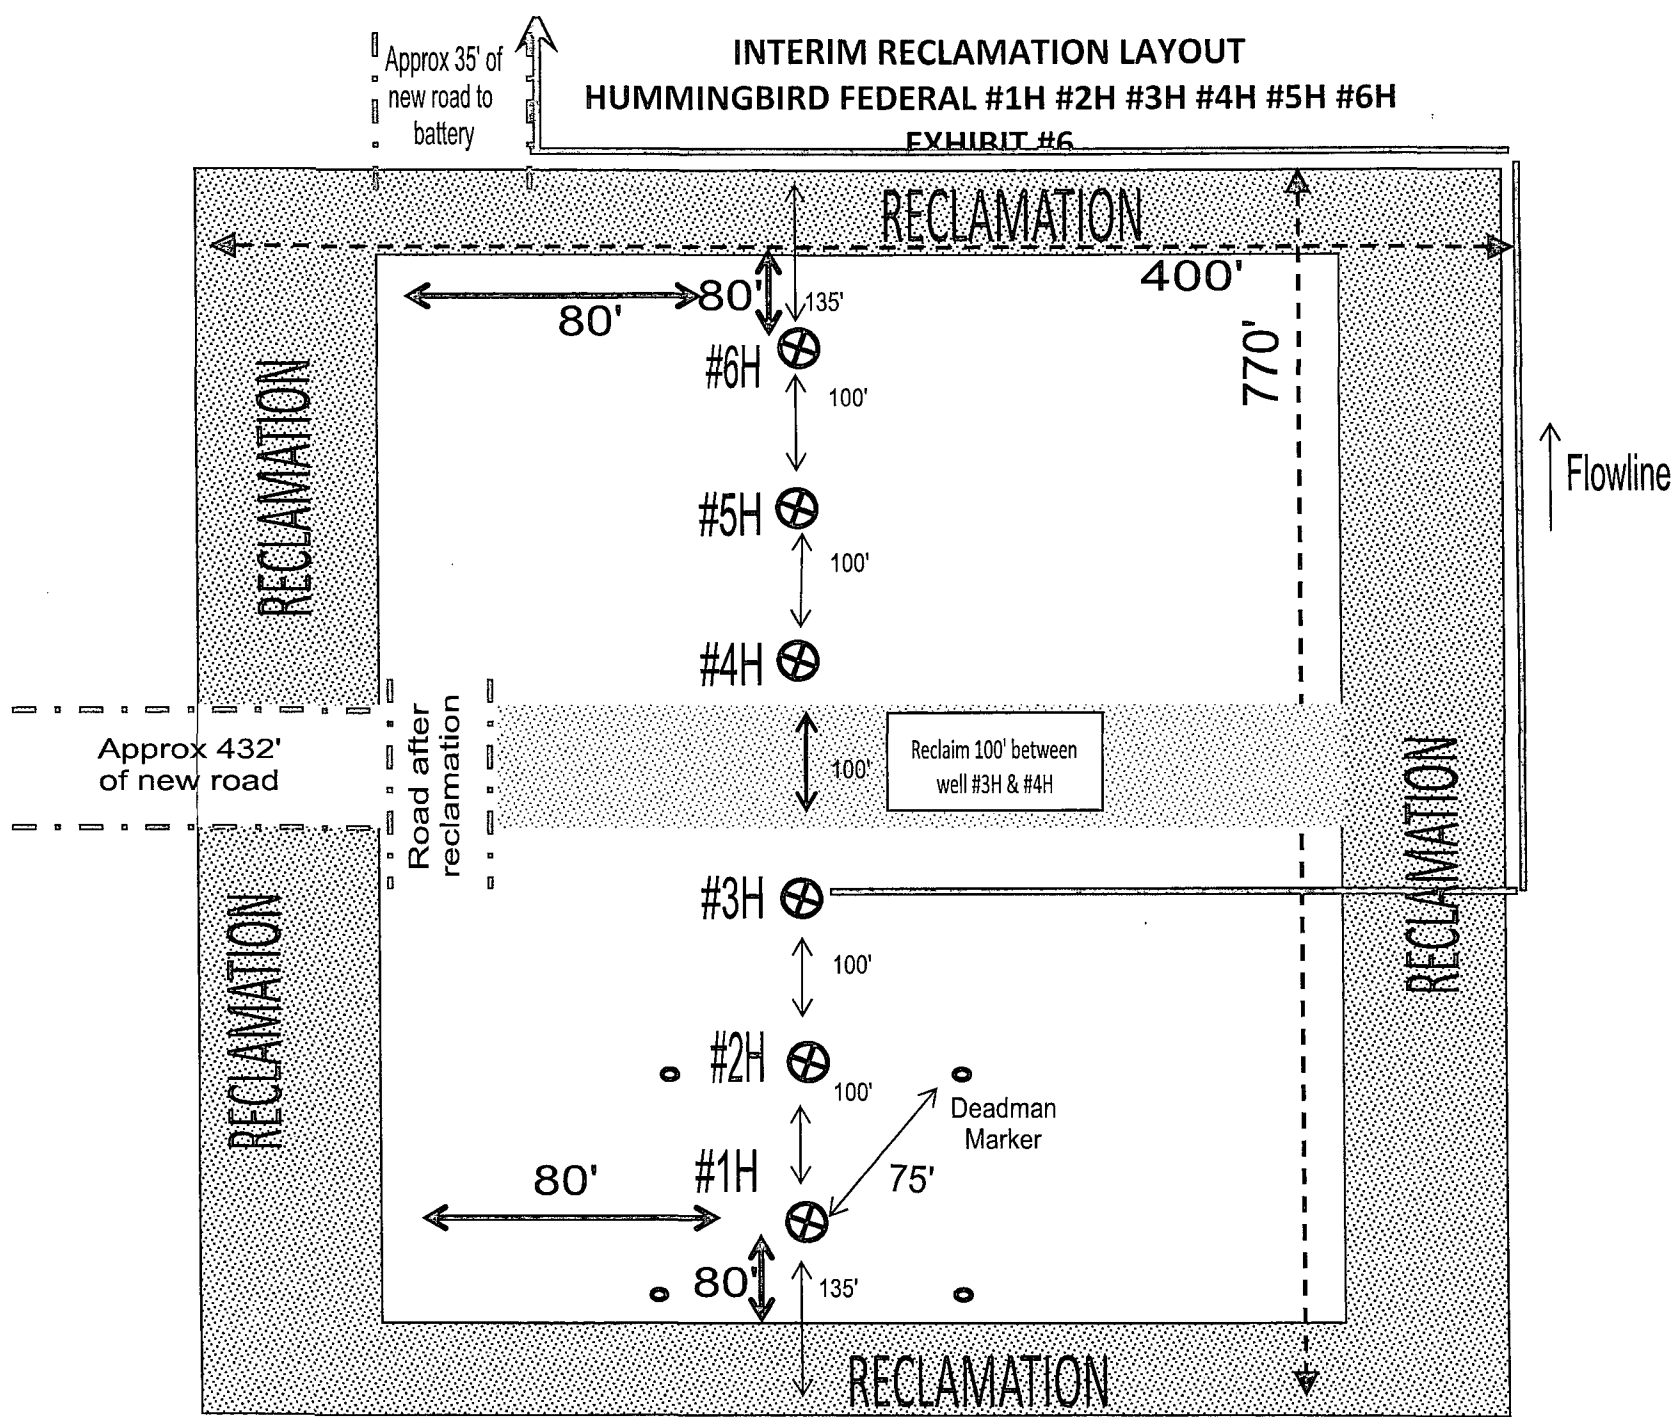 Approx 35' of
new road to
battery
INTERIM RECLAMATION LAYOUT
HUMMINGBIRD FEDERAL #1H #2H #3H #4H #5H #6H
EXHIBIT #6
RECLAMATION
400'
80'
80'
135'
770'
#6H
100'
RECLAMATION
Flowline
#5H
100'
#4H
Road after
reclamation
Approx 432'
of new road
100'
Reclaim 100' between
well #3H & #4H
RECLAMATION
#3H
100'
RECLAMATION
#2H
100'
Deadman
Marker
#1H
75'
80'
80'
135'
RECLAMATION